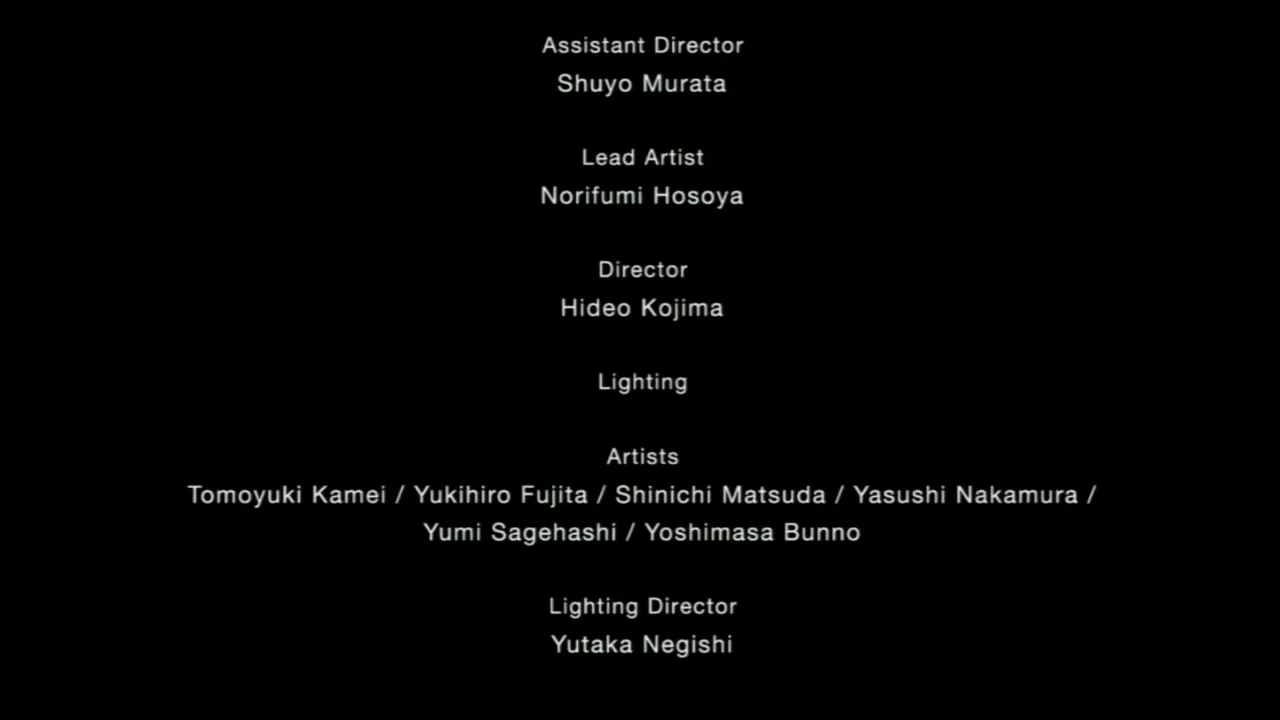 Assistant Director
Shuyo Murata
Lead Artist
Norifumi Hosoya
Director
Hideo Kojima
Lighting
Artists
Tomoyuki Kamei / Yukihiro Fujita / Shinichi Matsuda / Yasushi Nakamura /
Yumi Sagehashi / Yoshimasa Bunno
Lighting Director
Yutaka Negishi